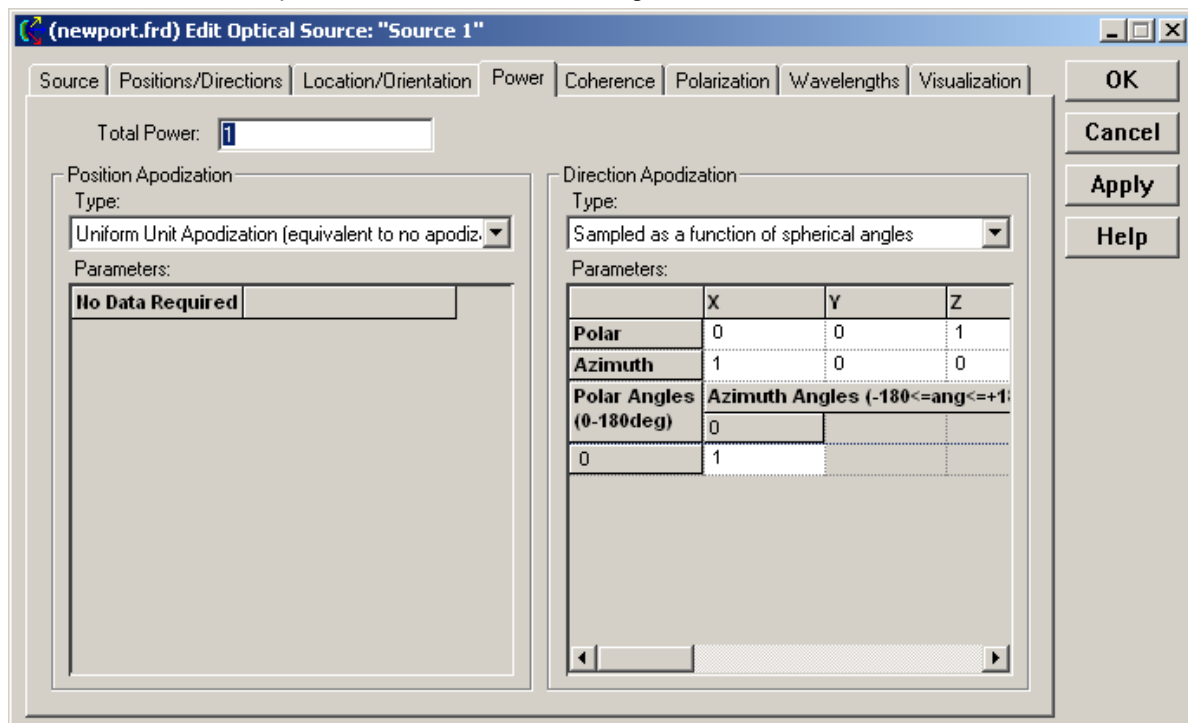 (newport.frd) Edit Optical Source: "Source 1"
Source Positions/Directions Location/Orientation Power Coherence Polarization Wavelengths Visualization
OK
Cancel
Apply
Help
Total Power: 1
Position Apodization
Type:
Uniform Unit Apodization (equivalent to no apodiz
Parameters:
No Data Required
Direction Apodization
Type:
Sampled as a function of spherical angles
Parameters:
X Y Z
Polar 0 0 1
Azimuth 1 0 0
Polar Angles (0-180deg)
Azimuth Angles (-180<=ang<=+1
0
0 1